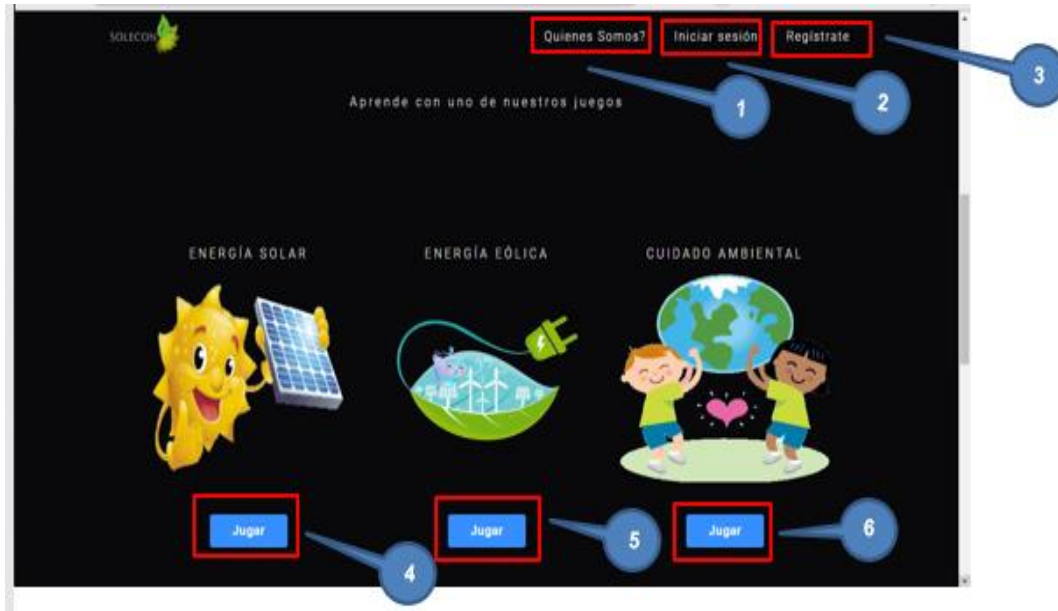 SOLECON
Quienes Somos? Iniciar sesión Regístrate
3
1
2
Aprende con uno de nuestros juegos
ENERGÍA SOLAR ENERGÍA EÓLICA CUIDADO AMBIENTAL
Jugar Jugar Jugar
4
5
6